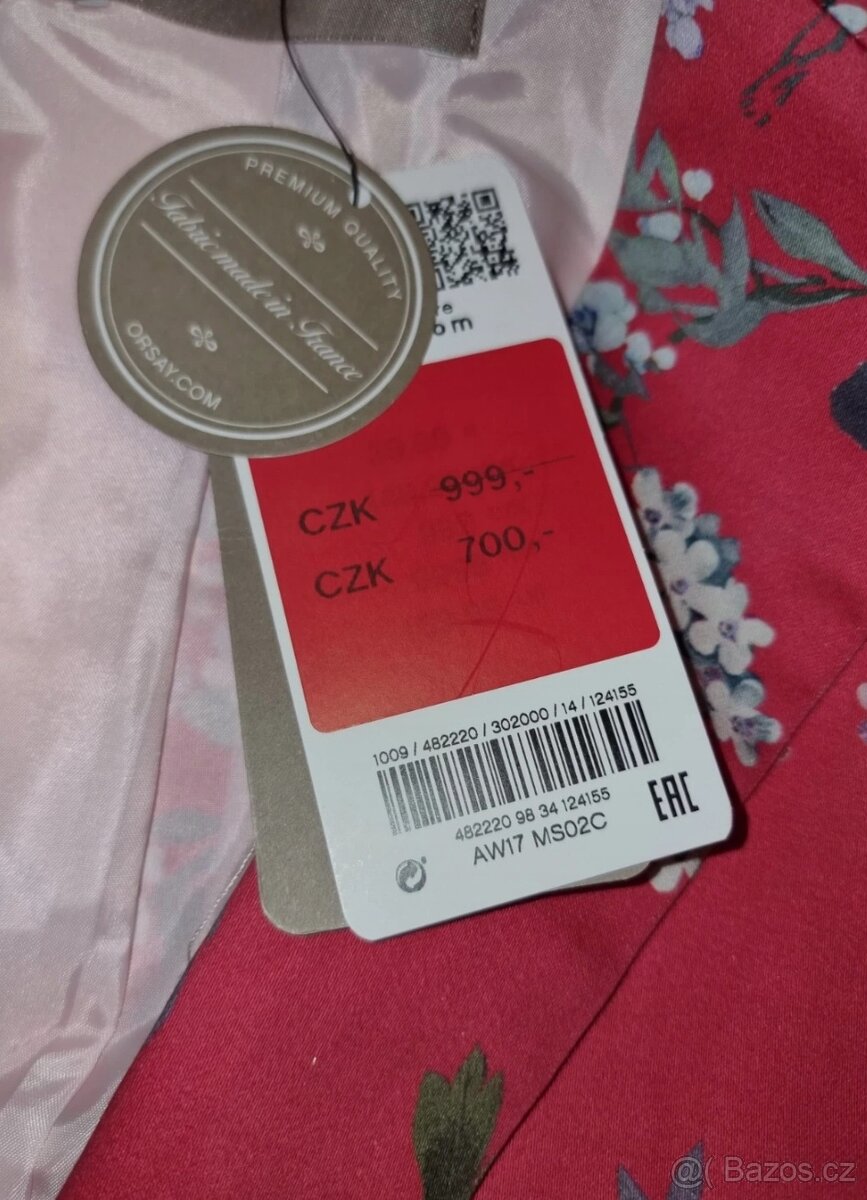 PREMIUM QUALITY
Fabric made in France
ORSAY.COM
om
CZK 999,-
CZK 700,-
1009 / 482220 / 302000 / 14 / 124155
482220 98 34 124155
AW17 MS02C
EAC
@( Bazos.cz